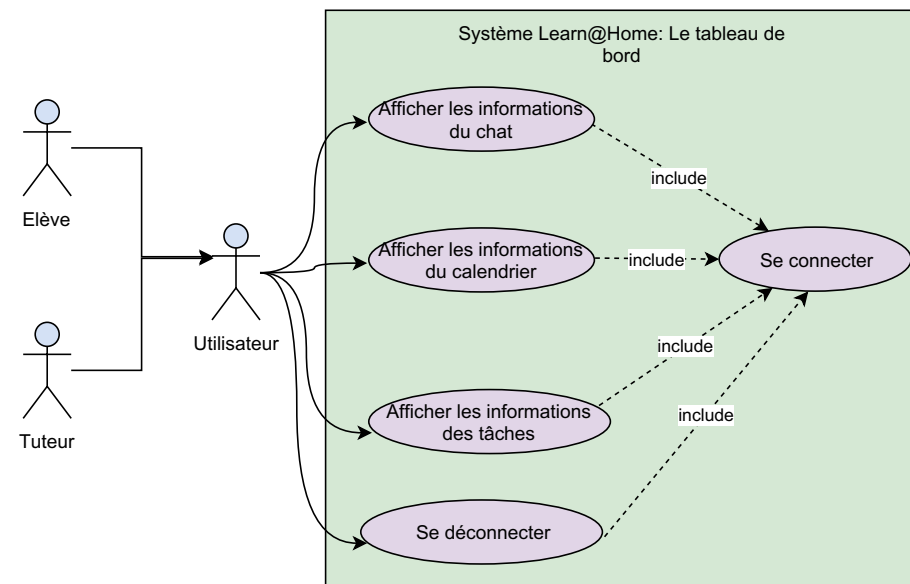 Système Learn@Home: Le tableau de
bord
Afficher les informations
du chat
include
Elève
Afficher les informations
du calendrier
include
Se connecter
Utilisateur
include
Afficher les informations
des tâches
include
Tuteur
Se déconnecter